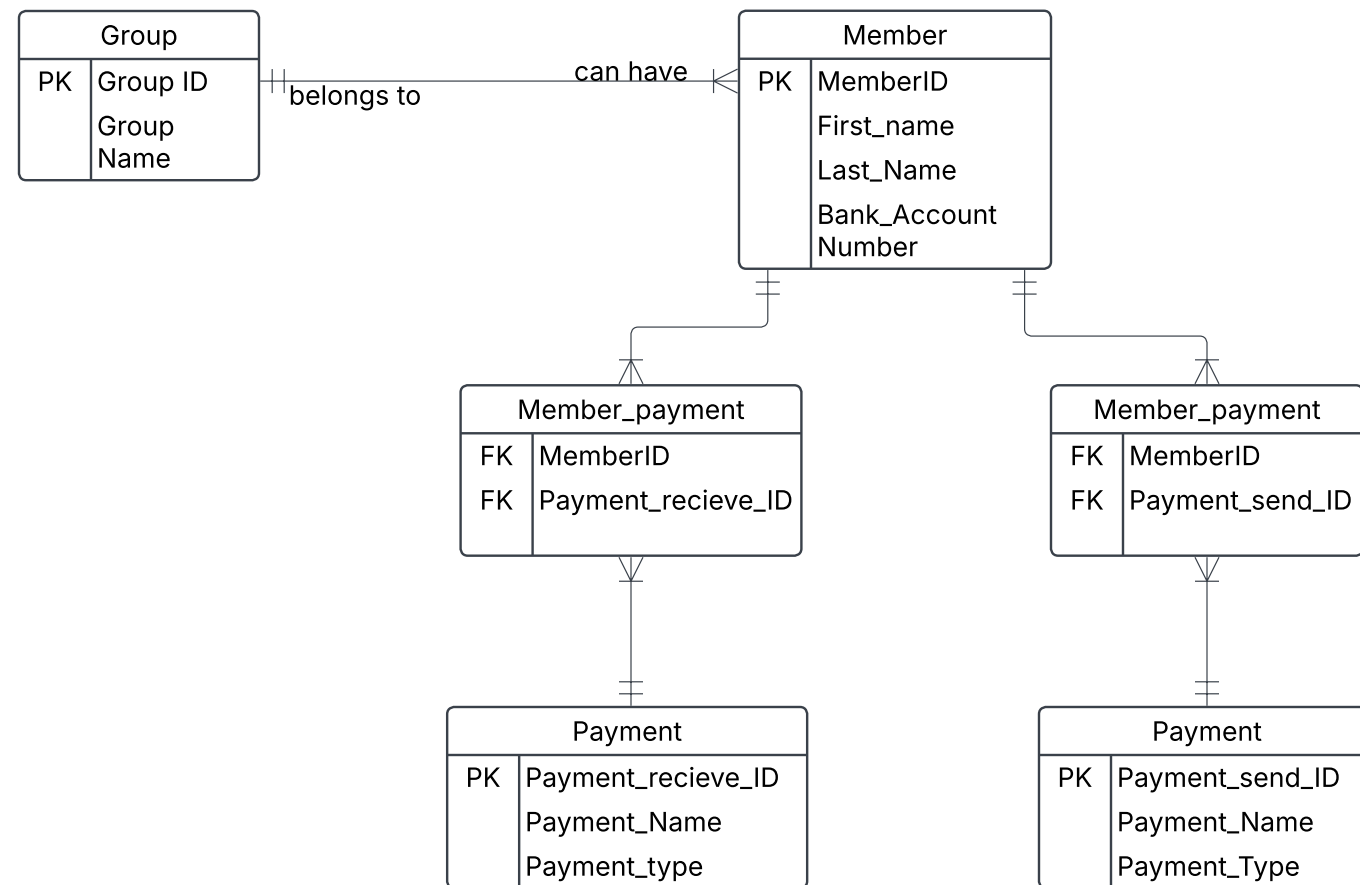 Group
PK Group ID
Group
Name
belongs to
can have
Member
PK MemberID
First_name
Last_Name
Bank_Account
Number
Member_payment
FK MemberID
FK Payment_recieve_ID
Member_payment
FK MemberID
FK Payment_send_ID
Payment
PK Payment_recieve_ID
Payment_Name
Payment_type
Payment
PK Payment_send_ID
Payment_Name
Payment_Type